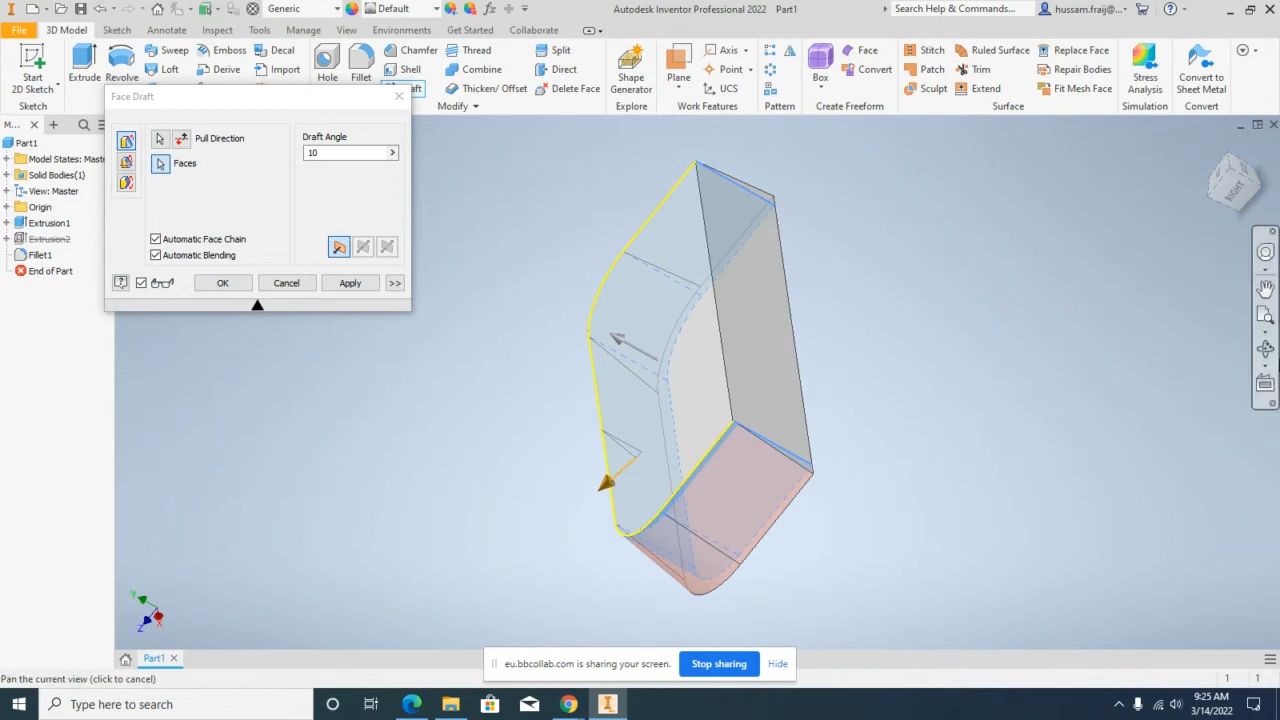 Generic
Default
Autodesk Inventor Professional 2022 Part1
Search Help & Commands...
hussam.fraij@...
File 3D Model Sketch Annotate Inspect Tools Manage View Environments Get Started Collaborate
Start
2D Sketch
Sketch
Extrude Revolve
Sweep
Loft
Emboss
Derive
Decal
Import
Hole Fillet
Chamfer
Shell
Thread
Combine
Thicken/ Offset
Split
Direct
Delete Face
Modify
Shape
Generator
Explore
Plane
Axis
Point
UCS
Work Features
Pattern
Box
Face
Convert
Create Freeform
Stitch
Patch
Sculpt
Ruled Surface
Trim
Extend
Replace Face
Repair Bodies
Fit Mesh Face
Surface
Stress
Analysis
Simulation
Convert to
Sheet Metal
Convert
M...
Part1
Model States: Mas
Solid Bodies(1)
View: Master
Origin
Extrusion1
Extrusion2
Fillet1
End of Part
Face Draft
Pull Direction
Faces
Draft Angle
10
Automatic Face Chain
Automatic Blending
OK Cancel Apply >>
RIGHT
Y
X
Z
Part1
eu.bbcollab.com is sharing your screen. Stop sharing Hide
Pan the current view (click to cancel)
1 1
Type here to search
9:25 AM
3/14/2022